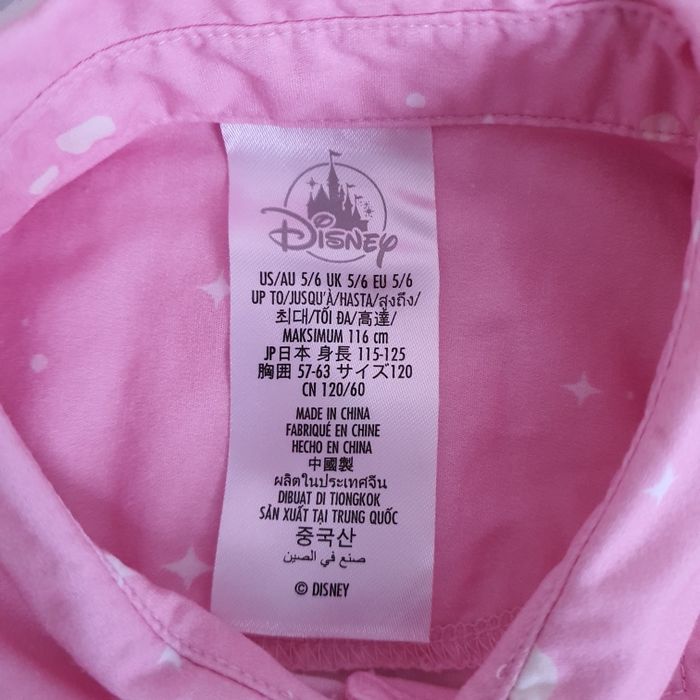 Disney
US/AU 5/6 UK 5/6 EU 5/6
UP TO/JUSQU'À/HASTA/สูงถึง/
최대/TỐI ĐA/高達/
MAKSIMUM 116 cm
JP日本 身長 115-125
胸囲 57-63 サイズ120
CN 120/60
MADE IN CHINA
FABRIQUÉ EN CHINE
HECHO EN CHINA
中國製
ผลิตในประเทศจีน
DIBUAT DI TIONGKOK
SẢN XUẤT TẠI TRUNG QUỐC
중국산
صنع في الصين
© DISNEY